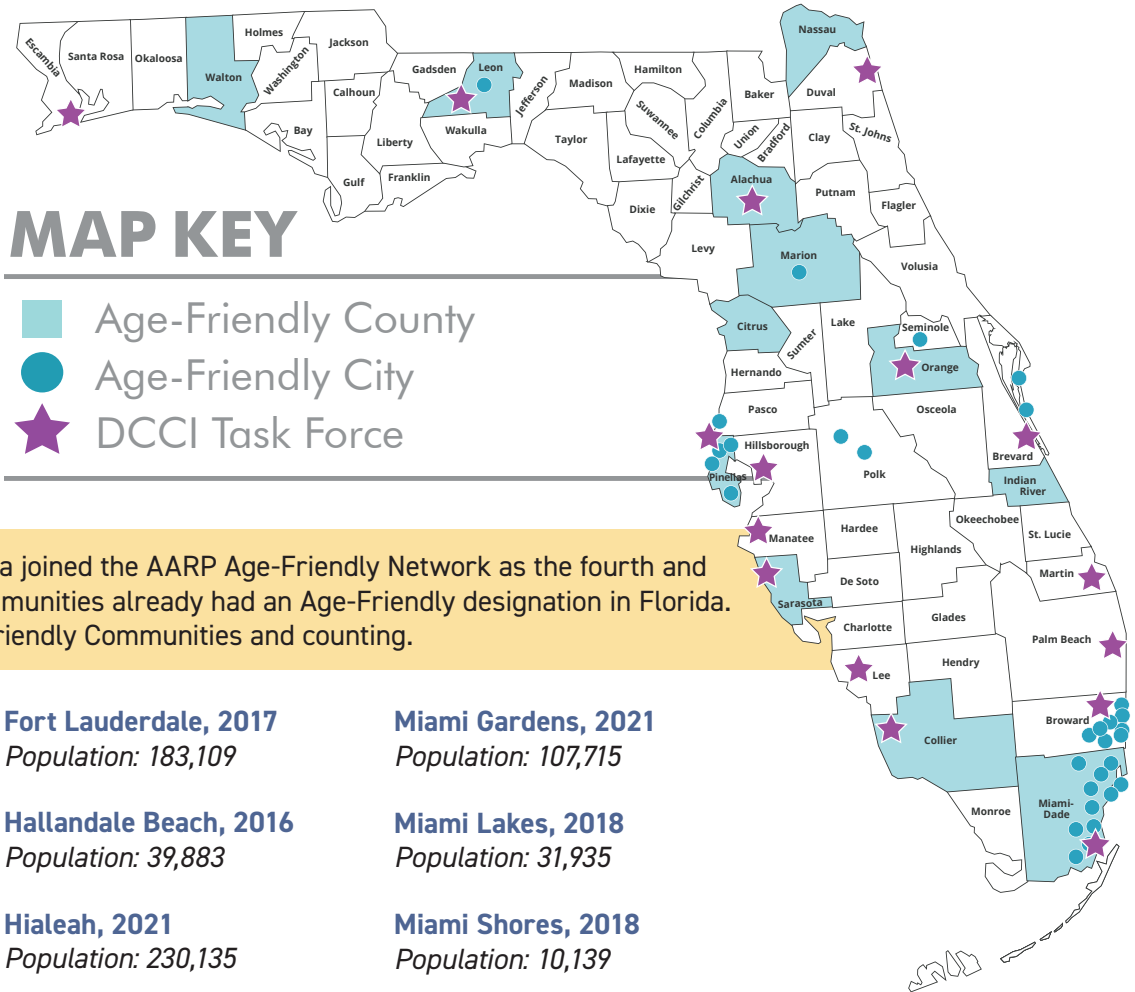 Escambia
Santa Rosa
Okaloosa
Walton
Holmes
Washington
Jackson
Bay
Calhoun
Gulf
Liberty
Franklin
Gadsden
Leon
Wakulla
Jefferson
Madison
Taylor
Hamilton
Suwannee
Lafayette
Dixie
Columbia
Gilchrist
Baker
Union
Bradford
Nassau
Duval
Clay
St. Johns
Alachua
Putnam
Flagler
Levy
Marion
Volusia
Citrus
Sumter
Lake
Seminole
Orange
Hernando
Pasco
Osceola
Hillsborough
Pinellas
Polk
Brevard
Indian
River
Manatee
Hardee
Highlands
Okeechobee
St. Lucie
Sarasota
De Soto
Martin
Charlotte
Glades
Lee
Hendry
Palm Beach
Collier
Broward
Monroe
Miami-
Dade
MAP KEY
Age-Friendly County
Age-Friendly City
DCCI Task Force
a joined the AARP Age-Friendly Network as the fourth and
munities already had an Age-Friendly designation in Florida.
riendly Communities and counting.
Fort Lauderdale, 2017
Population: 183,109
Hallandale Beach, 2016
Population: 39,883
Hialeah, 2021
Population: 230,135
Miami Gardens, 2021
Population: 107,715
Miami Lakes, 2018
Population: 31,935
Miami Shores, 2018
Population: 10,139